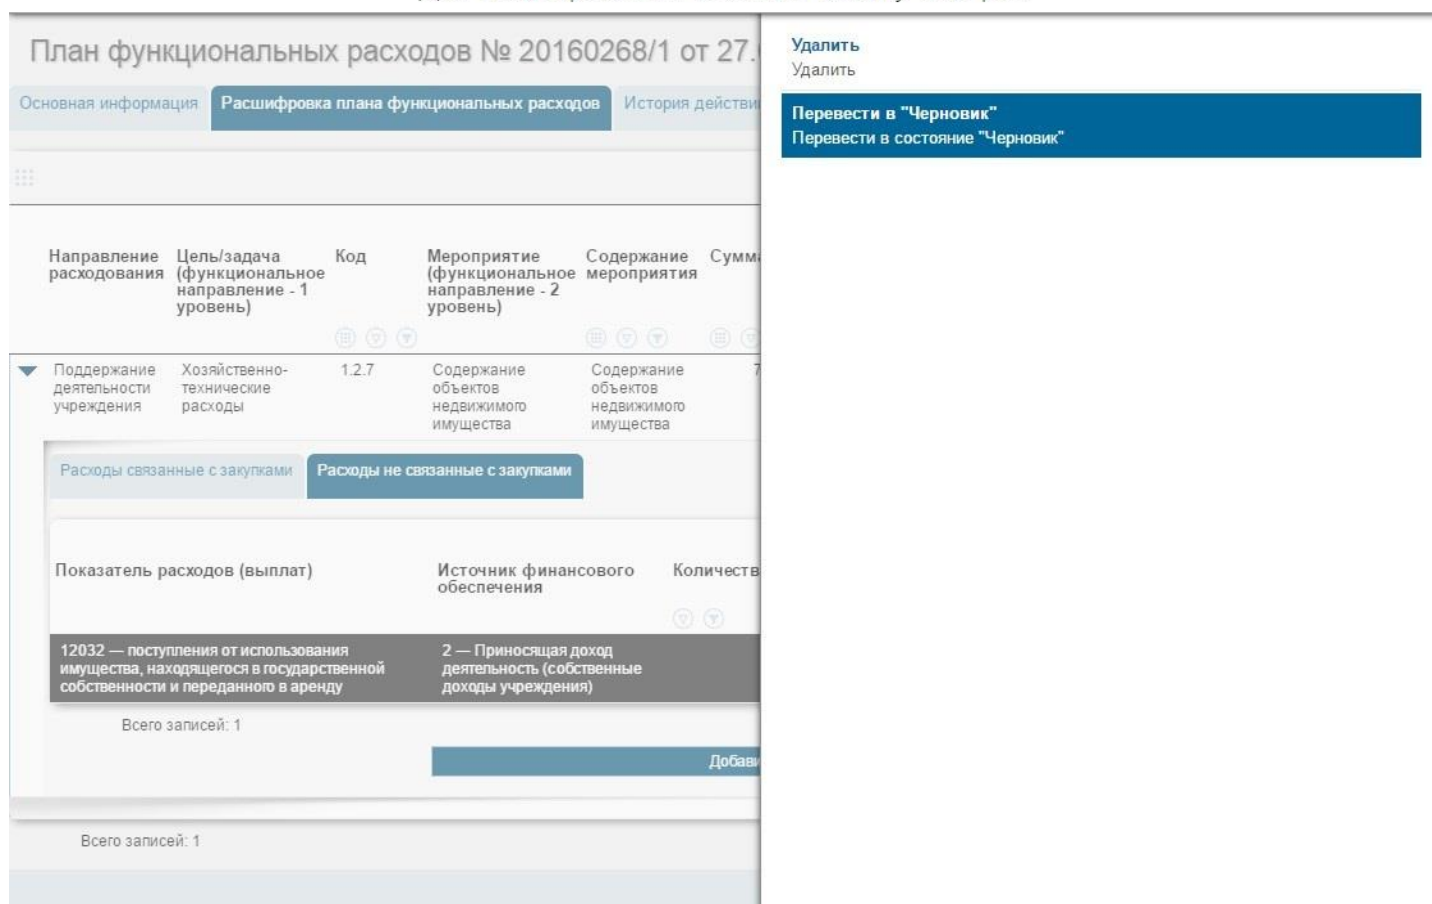 План функциональных расходов № 20160268/1 от 27.
Основная информация Расшифровка плана функциональных расходов История действи
Направление расходования
Цель/задача (функциональное направление - 1 уровень)
Код
Мероприятие (функциональное направление - 2 уровень)
Содержание мероприятия
Сумма
Поддержание деятельности учреждения
Хозяйственно-технические расходы
1.2.7
Содержание объектов недвижимого имущества
Содержание объектов недвижимого имущества
7
Расходы связанные с закупками Расходы не связанные с закупками
Показатель расходов (выплат)
Источник финансового обеспечения
Количеств
12032 — поступления от использования
имущества, находящегося в государственной
собственности и переданного в аренду
2 — Приносящая доход
деятельность (собственные
доходы учреждения)
Всего записей: 1
Добави
Всего записей: 1
Удалить
Удалить
Перевести в "Черновик"
Перевести в состояние "Черновик"